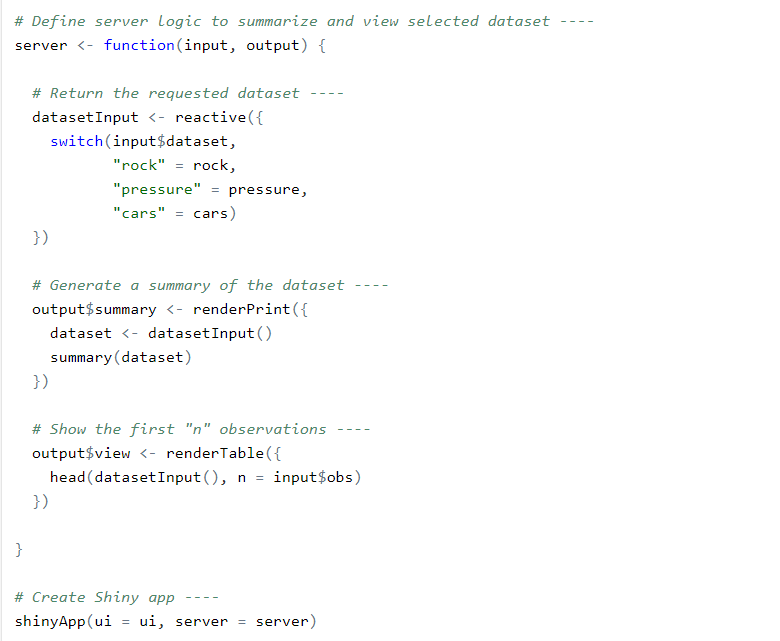 # Define server logic to summarize and view selected dataset ----
server <- function(input, output) {
# Return the requested dataset ----
datasetInput <- reactive({
switch(input$dataset,
"rock" = rock,
"pressure" = pressure,
"cars" = cars)
})
# Generate a summary of the dataset ----
output$summary <- renderPrint({
dataset <- datasetInput()
summary(dataset)
})
# Show the first "n" observations ----
output$view <- renderTable({
head(datasetInput(), n = input$obs)
})
}
# Create Shiny app ----
shinyApp(ui = ui, server = server)